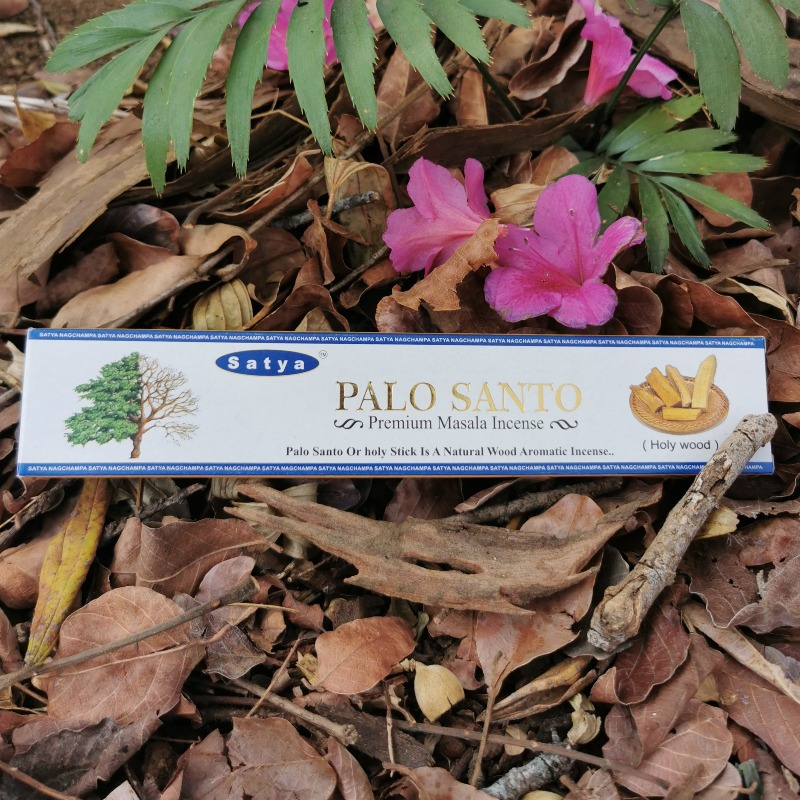 SATYA NAGCHAMPA SATYA NAGCHAMPA SATYA NAGCHAMPA SATYA NAGCHAMPA SATYA NAGCHAMPA SATYA NAGCHAMPA SATYA NAGCHAMPA SATYA NAGCHAMPA SATYA NAGCHAMPA SATYA NAGCHAMPA SATYA NAGCHAMPA
Satya™
PALO SANTO
Premium Masala Incense
( Holy wood )
Palo Santo Or holy Stick Is A Natural Wood Aromatic Incense..
SATYA NAGCHAMPA SATYA NAGCHAMPA SATYA NAGCHAMPA SATYA NAGCHAMPA SATYA NAGCHAMPA SATYA NAGCHAMPA SATYA NAGCHAMPA SATYA NAGCHAMPA SATYA NAGCHAMPA